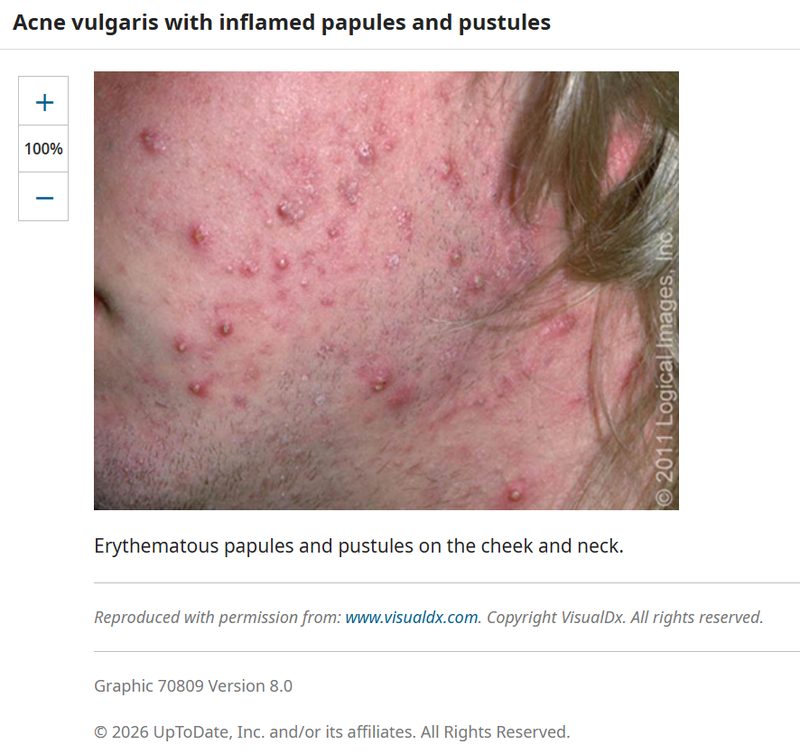 Acne vulgaris with inflamed papules and pustules
+
100%
−
© 2011 Logical Images, Inc.
Erythematous papules and pustules on the cheek and neck.
Reproduced with permission from: www.visualdx.com. Copyright VisualDx. All rights reserved.
Graphic 70809 Version 8.0
© 2026 UpToDate, Inc. and/or its affiliates. All Rights Reserved.